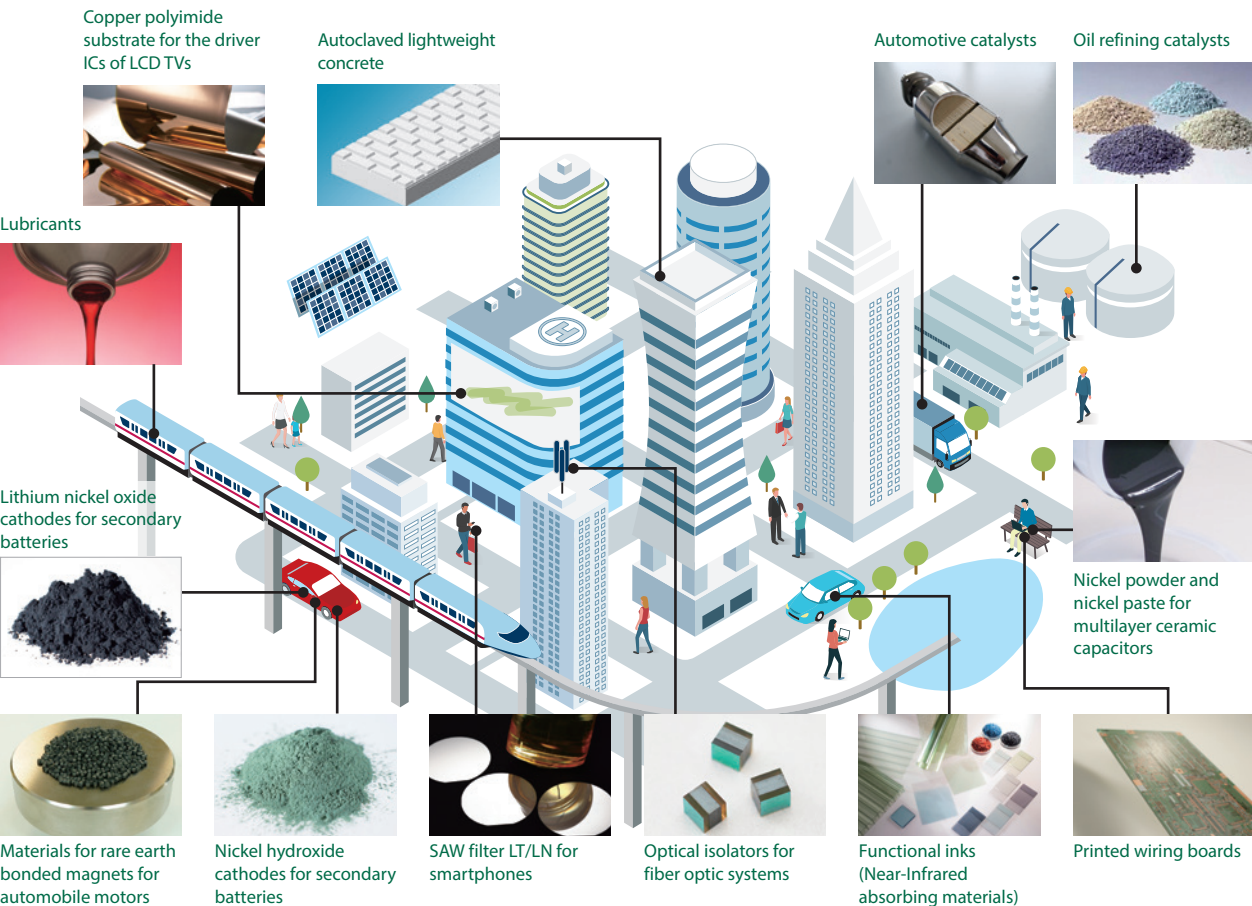 Copper polyimide
substrate for the driver
ICs of LCD TVs
Autoclaved lightweight
concrete
Automotive catalysts
Oil refining catalysts
Lubricants
H
Lithium nickel oxide
cathodes for secondary
batteries
Nickel powder and
nickel paste for
multilayer ceramic
capacitors
Materials for rare earth
bonded magnets for
automobile motors
Nickel hydroxide
cathodes for secondary
batteries
SAW filter LT/LN for
smartphones
Optical isolators for
fiber optic systems
Functional inks
(Near-Infrared
absorbing materials)
Printed wiring boards